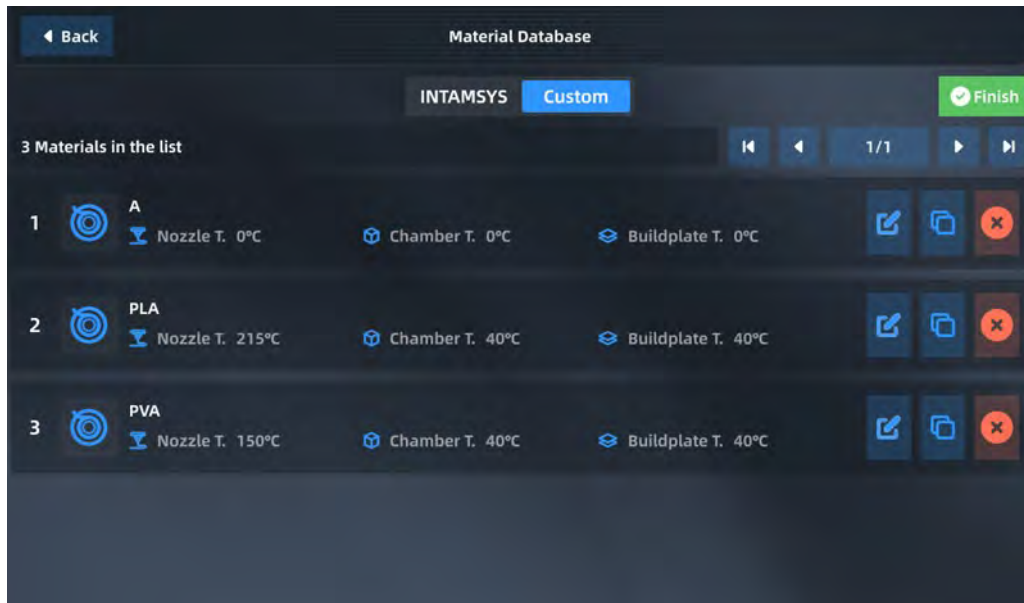 Back
Material Database
INTAMSYS Custom
Finish
3 Materials in the list
1/1
1
A
Nozzle T. 0℃ Chamber T. 0℃ Buildplate T. 0℃
2
PLA
Nozzle T. 215℃ Chamber T. 40℃ Buildplate T. 40℃
3
PVA
Nozzle T. 150℃ Chamber T. 40℃ Buildplate T. 40℃